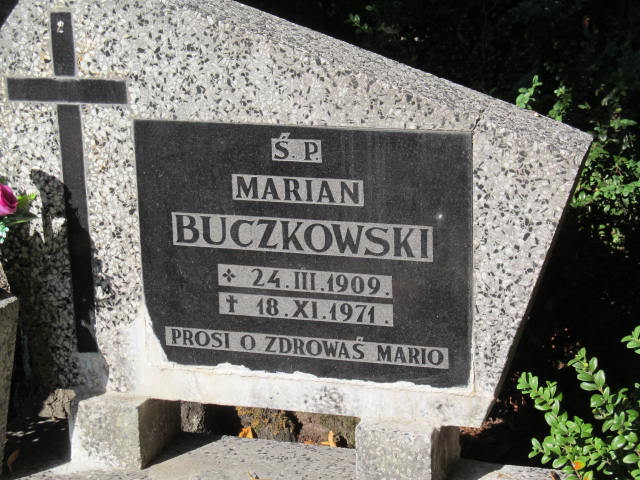 Ś. P.
MARIAN
BUCZKOWSKI
✢ 24.III.1909.
† 18.XI.1971.
PROSI O ZDROWAŚ MARIO